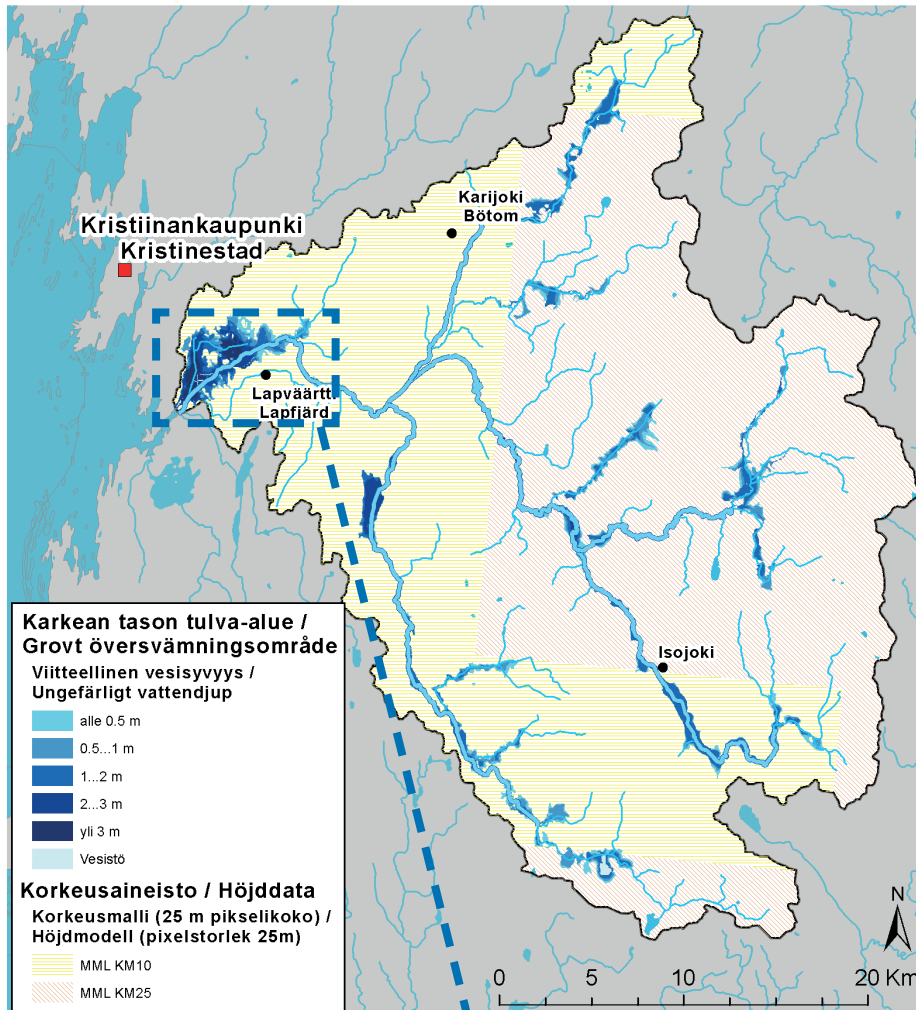 Karijoki
Bötom
Kristiinankaupunki
Kristinestad
Lapväärtti
Lapfjärd
Isojoki
Karkean tason tulva-alue /
Grovt översvämningsområde
Viitteellinen vesisyvyys /
Ungefärligt vattendjup
alle 0.5 m
0.5...1 m
1...2 m
2...3 m
yli 3 m
Vesistö
Korkeusaineisto / Höjddata
Korkeusmalli (25 m pikselikoko) /
Höjdmodell (pixelstorlek 25m)
MML KM10
MML KM25
N
0 5 10 20 Km